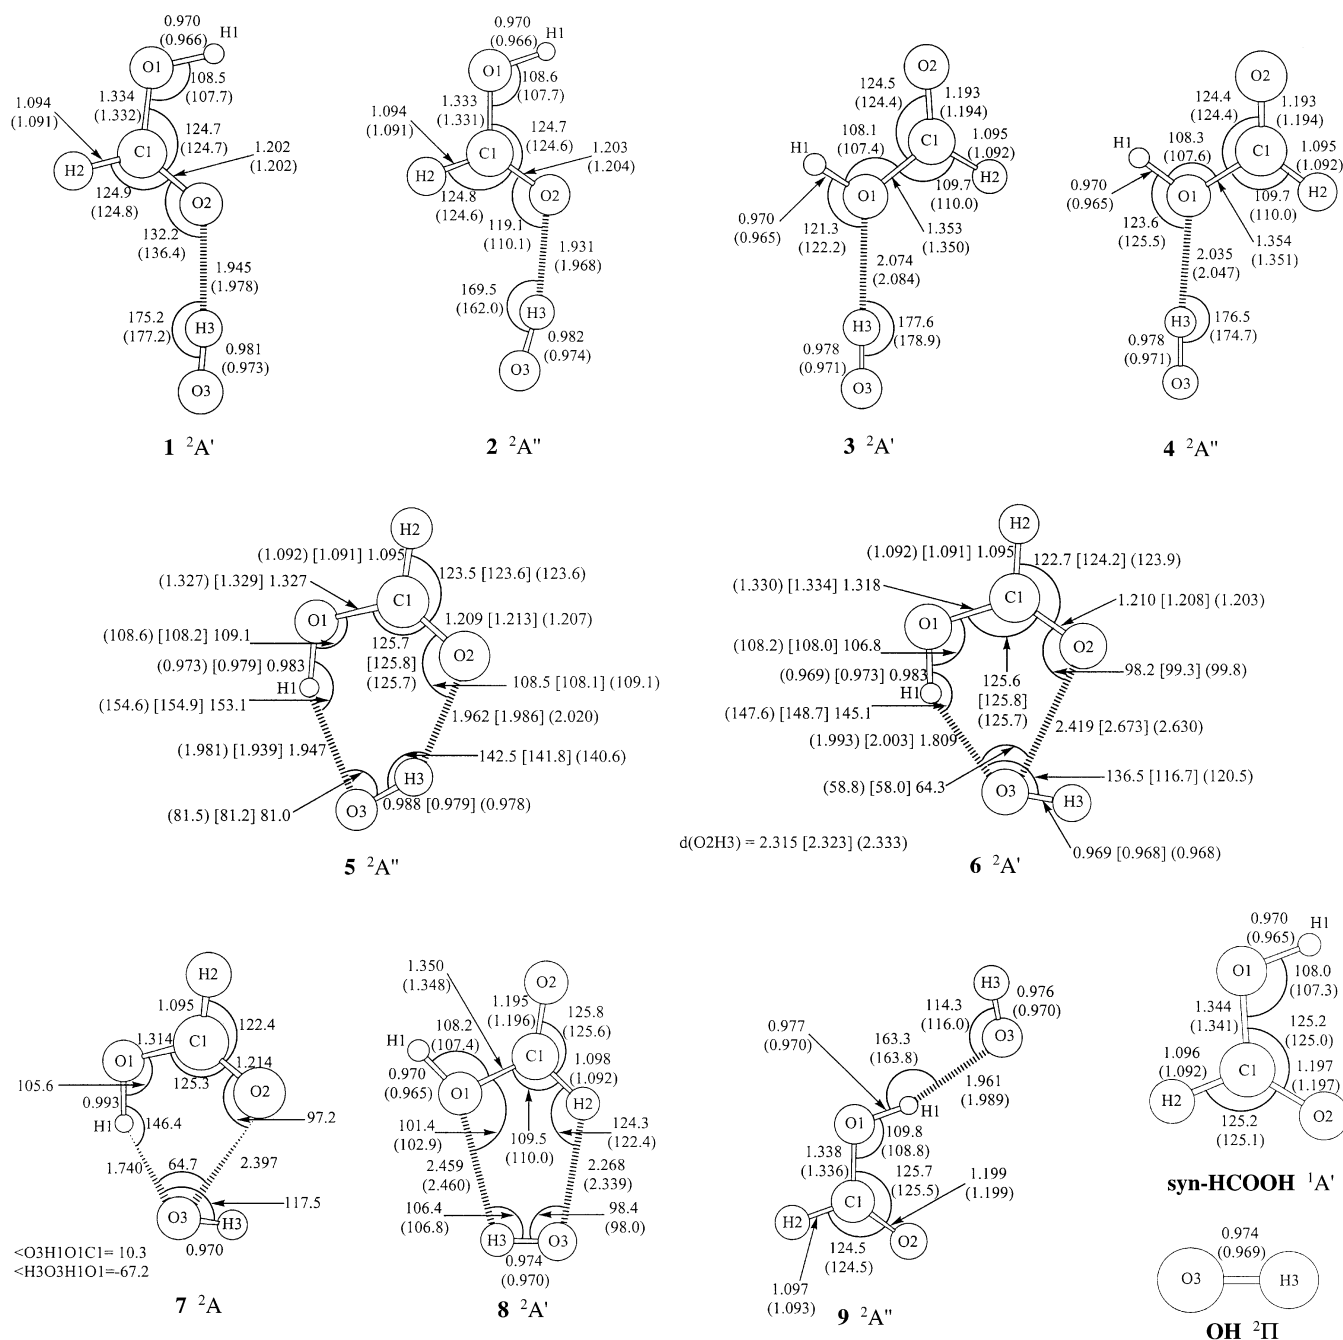 0.970
(0.966)
H1
O1
108.5
(107.7)
1.334
(1.332)
1.094
(1.091)
124.7
(124.7)
C1
1.202
(1.202)
H2
124.9
(124.8)
O2
132.2
(136.4)
1.945
(1.978)
175.2
(177.2)
H3
0.981
(0.973)
O3
1 ²A'
0.970
(0.966)
H1
O1
108.6
(107.7)
1.333
(1.331)
1.094
(1.091)
124.7
(124.6)
C1
1.203
(1.204)
H2
124.8
(124.6)
O2
119.1
(110.1)
1.931
(1.968)
169.5
(162.0)
H3
0.982
(0.974)
O3
2 ²A"
O2
124.5
(124.4)
1.193
(1.194)
108.1
(107.4)
C1
1.095
(1.092)
H1
H2
O1
109.7
(110.0)
0.970
(0.965)
121.3
(122.2)
1.353
(1.350)
2.074
(2.084)
H3
177.6
(178.9)
0.978
(0.971)
O3
3 ²A'
O2
124.4
(124.4)
1.193
(1.194)
H1
108.3
(107.6)
C1
1.095
(1.092)
0.970
(0.965)
O1
109.7
(110.0)
H2
123.6
(125.5)
1.354
(1.351)
2.035
(2.047)
H3
176.5
(174.7)
0.978
(0.971)
O3
4 ²A"
H2
(1.092) [1.091] 1.095
123.5 [123.6] (123.6)
(1.327) [1.329] 1.327
C1
O1
1.209 [1.213] (1.207)
(108.6) [108.2] 109.1
125.7
[125.8]
(125.7)
O2
(0.973) [0.979] 0.983
H1
108.5 [108.1] (109.1)
(154.6) [154.9] 153.1
1.962 [1.986] (2.020)
(1.981) [1.939] 1.947
142.5 [141.8] (140.6)
H3
(81.5) [81.2] 81.0
O3
0.988 [0.979] (0.978)
5 ²A"
H2
(1.092) [1.091] 1.095
122.7 [124.2] (123.9)
(1.330) [1.334] 1.318
C1
1.210 [1.208] (1.203)
O1
O2
(108.2) [108.0] 106.8
(0.969) [0.973] 0.983
125.6
[125.8]
(125.7)
98.2 [99.3] (99.8)
H1
(147.6) [148.7] 145.1
2.419 [2.673] (2.630)
(1.993) [2.003] 1.809
(58.8) [58.0] 64.3
136.5 [116.7] (120.5)
O3
H3
d(O2H3) = 2.315 [2.323] (2.333)
0.969 [0.968] (0.968)
6 ²A'
H2
1.095
122.4
C1
1.314
O1
125.3
1.214
105.6
O2
0.993
H1
146.4
97.2
1.740
64.7
2.397
117.5
O3
H3
0.970
<O3H1O1C1= 10.3
<H3O3H1O1=-67.2
7 ²A
1.350
(1.348)
O2
1.195
(1.196)
125.8
(125.6)
108.2
(107.4)
H1
C1
1.098
(1.092)
0.970
(0.965)
O1
H2
101.4
(102.9)
109.5
(110.0)
124.3
(122.4)
2.459
(2.460)
2.268
(2.339)
106.4
(106.8)
98.4
(98.0)
H3
O3
0.974
(0.970)
8 ²A'
H3
114.3
(116.0)
0.976
(0.970)
O3
0.977
(0.970)
163.3
(163.8)
1.961
(1.989)
H1
O1
109.8
(108.8)
1.338
(1.336)
125.7
(125.5)
1.199
(1.199)
C1
H2
O2
124.5
(124.5)
1.097
(1.093)
9 ²A"
0.970
(0.965)
H1
O1
108.0
(107.3)
1.344
(1.341)
125.2
(125.0)
1.096
(1.092)
C1
1.197
(1.197)
H2
O2
125.2
(125.1)
syn-HCOOH ¹A'
0.974
(0.969)
O3
H3
OH ²Π